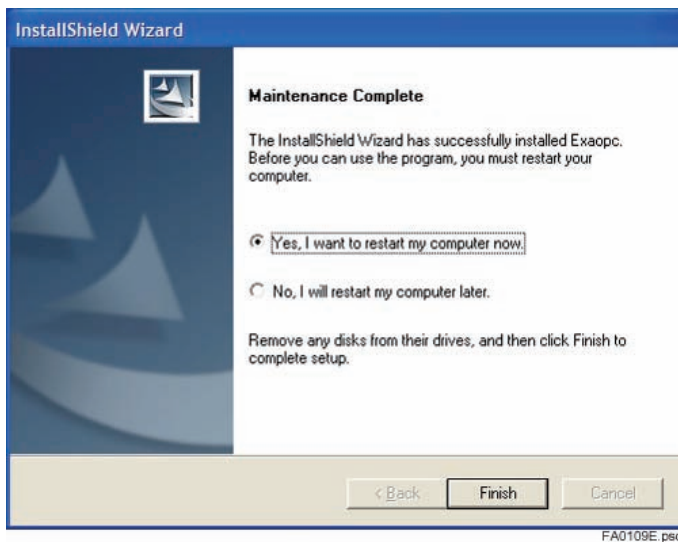 InstallShield Wizard
Maintenance Complete
The InstallShield Wizard has successfully installed Exaopc.
Before you can use the program, you must restart your
computer.
Yes, I want to restart my computer now.
No, I will restart my computer later.
Remove any disks from their drives, and then click Finish to
complete setup.
< Back Finish Cancel
FA0109E.psd